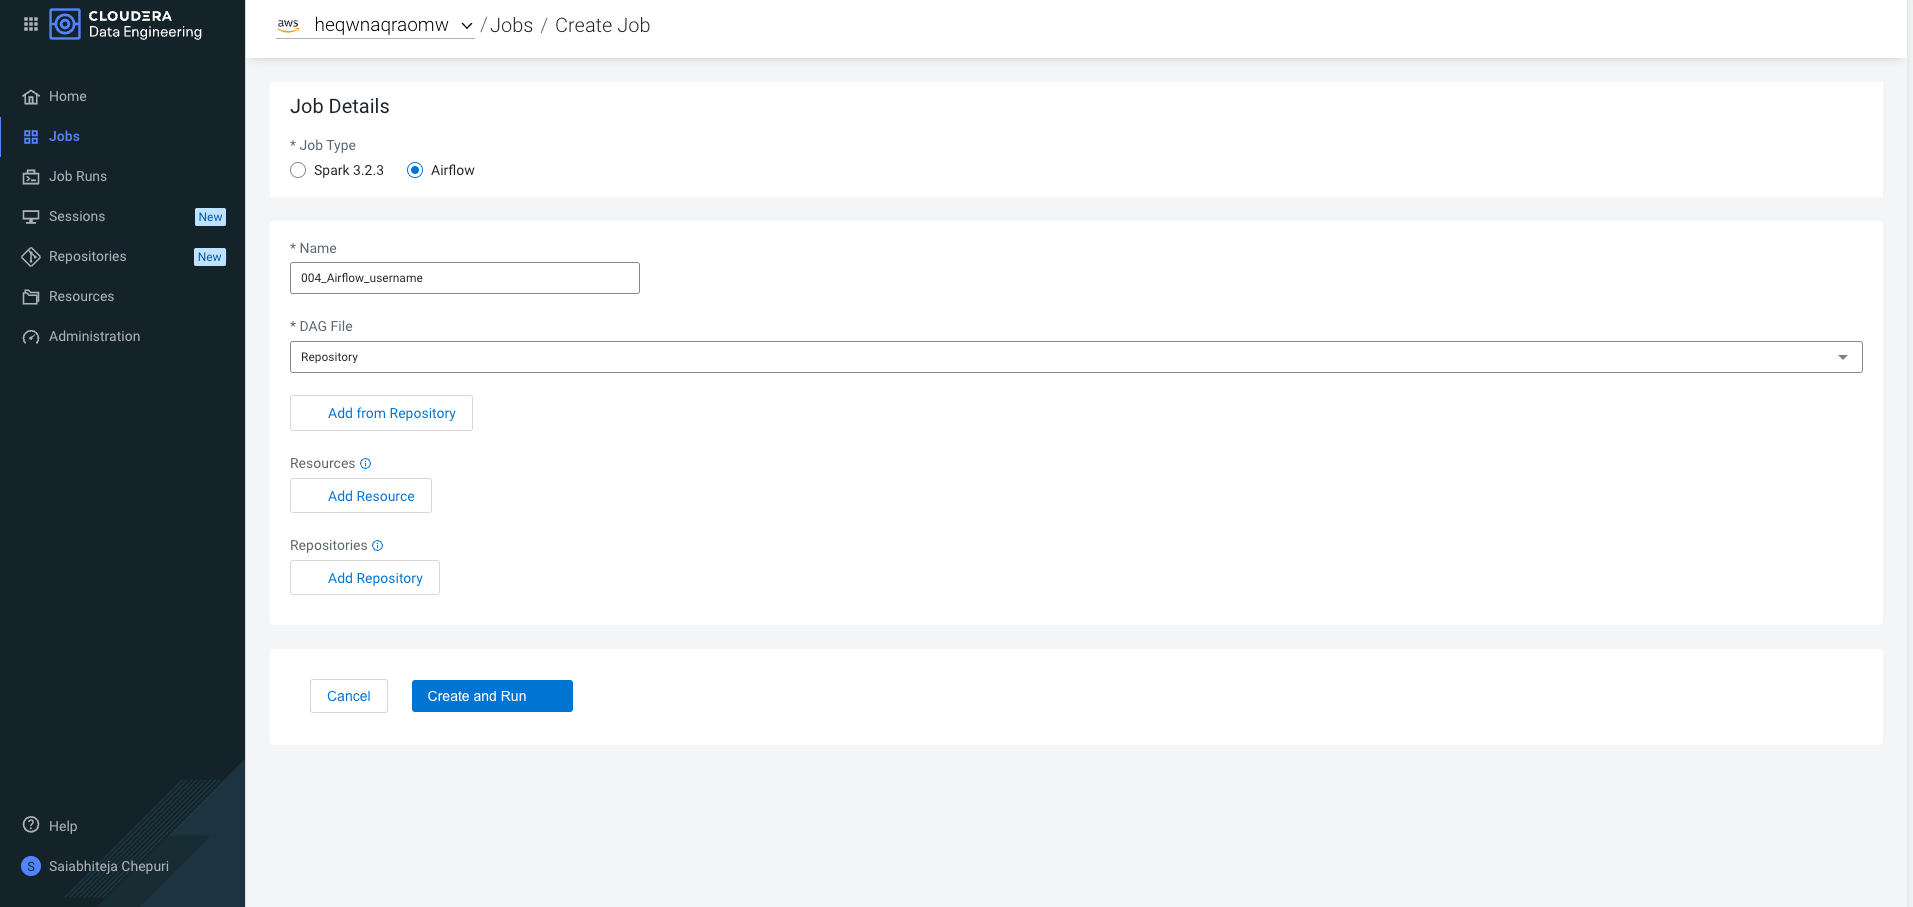 CLOUDERA
Data Engineering
Home
Jobs
Job Runs
Sessions New
Repositories New
Resources
Administration
Help
S Saiabhiteja Chepuri
aws heqwnaqraomw / Jobs / Create Job
Job Details
* Job Type
Spark 3.2.3 Airflow
* Name
004_Airflow_username
* DAG File
Repository
Add from Repository
Resources
Add Resource
Repositories
Add Repository
Cancel Create and Run